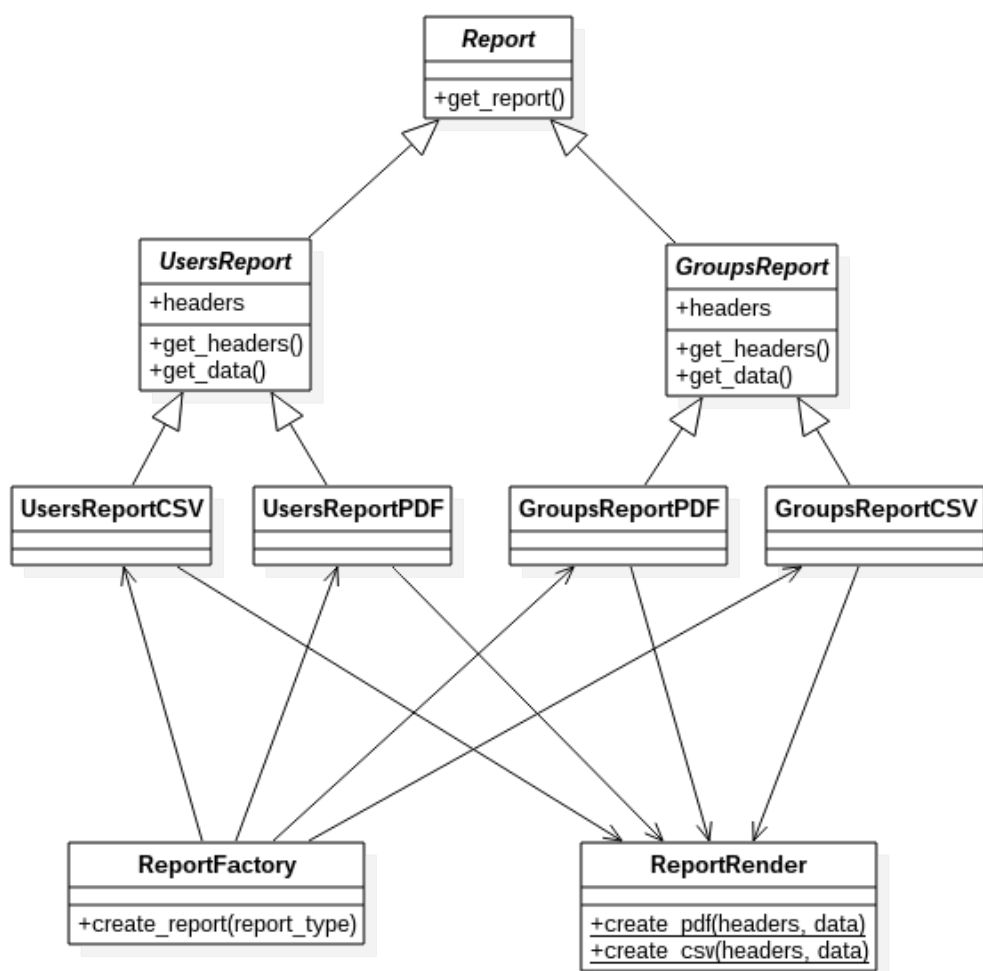 Report
+get_report()
UsersReport
+headers
+get_headers()
+get_data()
GroupsReport
+headers
+get_headers()
+get_data()
UsersReportCSV
UsersReportPDF
GroupsReportPDF
GroupsReportCSV
ReportFactory
+create_report(report_type)
ReportRender
+create_pdf(headers, data)
+create_csv(headers, data)